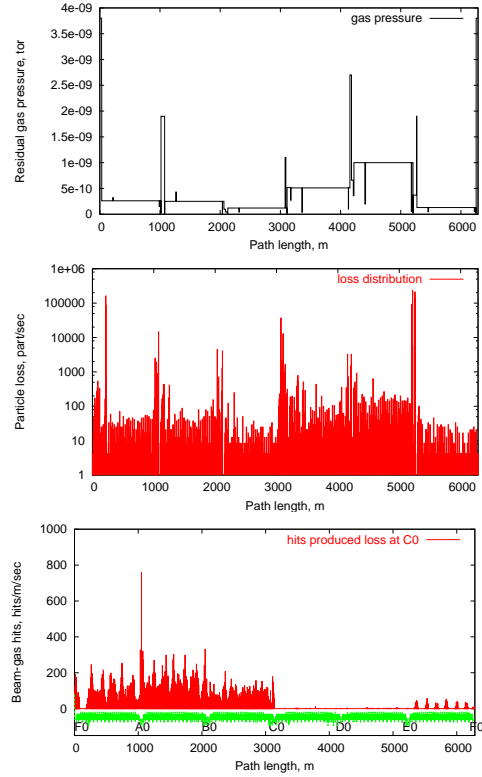 4e-09
gas pressure
3.5e-09
3e-09
2.5e-09
2e-09
1.5e-09
1e-09
5e-10
0
Residual gas pressure, tor
0 1000 2000 3000 4000 5000 6000
Path length, m
1e+06
loss distribution
100000
10000
1000
100
10
1
Particle loss, part/sec
0 1000 2000 3000 4000 5000 6000
Path length, m
1000
hits produced loss at C0
800
600
400
200
0
Beam-gas hits, hits/m/sec
F0 A0 B0 C0 D0 E0 F0
0 1000 2000 3000 4000 5000 6000
Path length, m